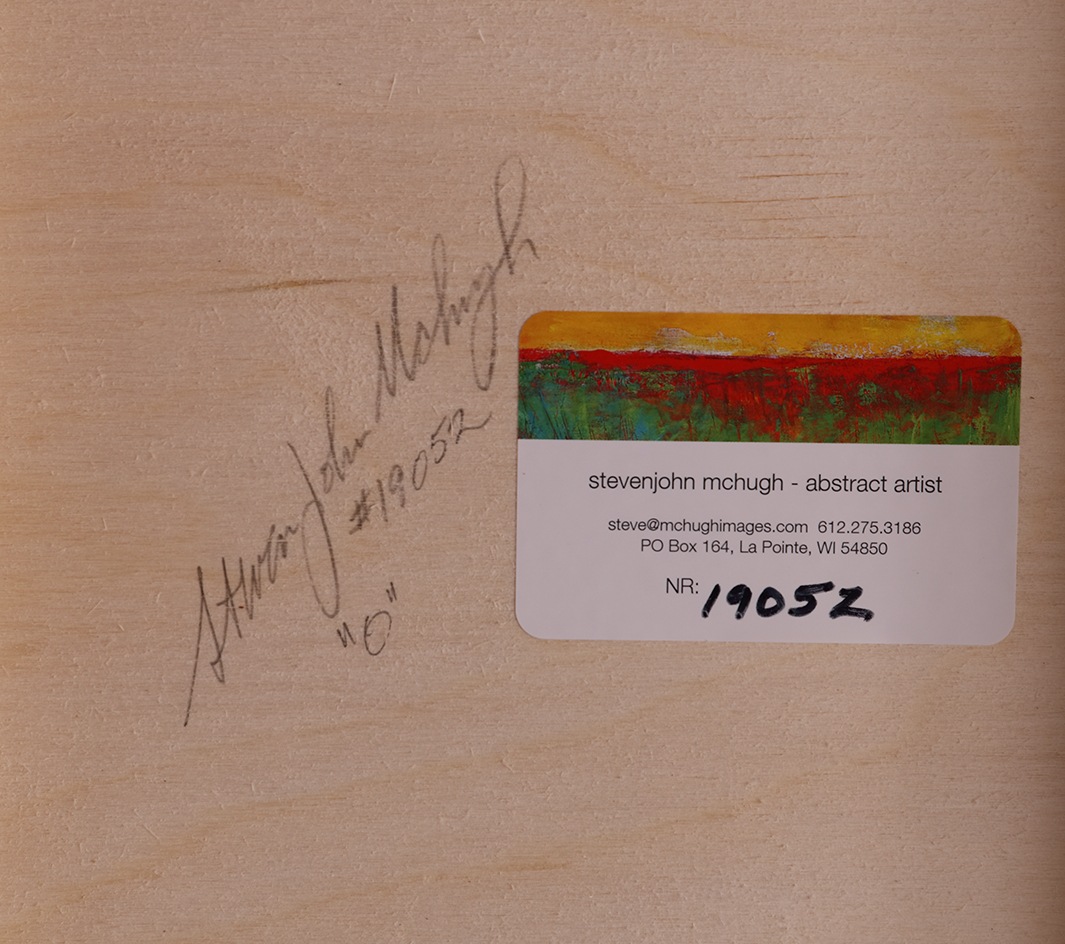 StevenJohn McHugh
#19052
"O"
stevenjohn mchugh - abstract artist
steve@mchughimages.com 612.275.3186
PO Box 164, La Pointe, WI 54850
NR: 19052